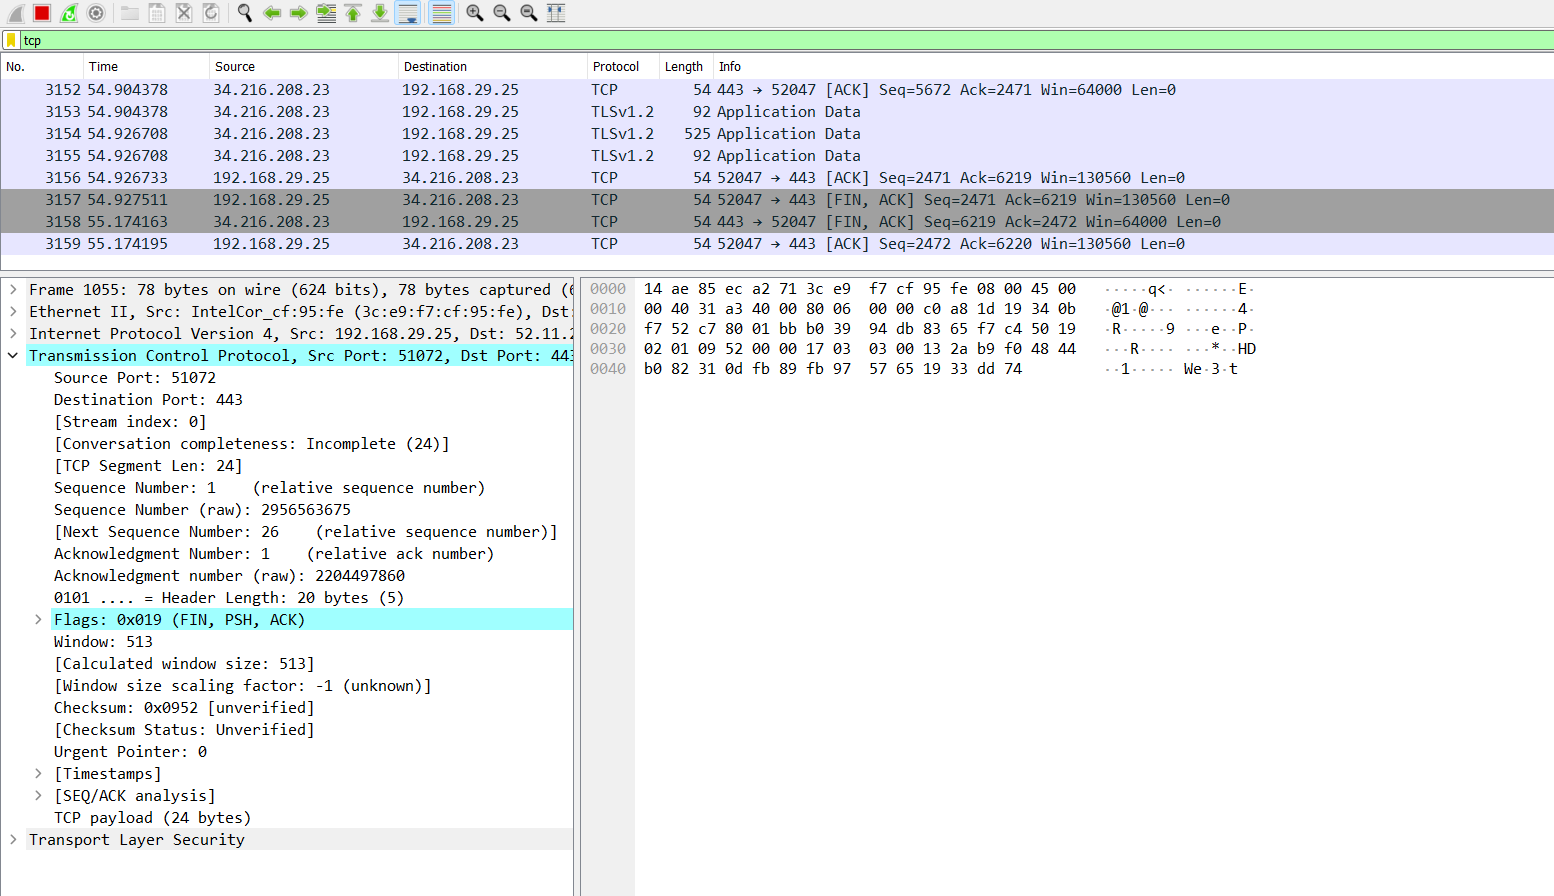 tcp
No. Time Source Destination Protocol Length Info
3152 54.904378 34.216.208.23 192.168.29.25 TCP 54 443 → 52047 [ACK] Seq=5672 Ack=2471 Win=64000 Len=0
3153 54.904378 34.216.208.23 192.168.29.25 TLSv1.2 92 Application Data
3154 54.926708 34.216.208.23 192.168.29.25 TLSv1.2 525 Application Data
3155 54.926708 34.216.208.23 192.168.29.25 TLSv1.2 92 Application Data
3156 54.926733 192.168.29.25 34.216.208.23 TCP 54 52047 → 443 [ACK] Seq=2471 Ack=6219 Win=130560 Len=0
3157 54.927511 192.168.29.25 34.216.208.23 TCP 54 52047 → 443 [FIN, ACK] Seq=2471 Ack=6219 Win=130560 Len=0
3158 55.174163 34.216.208.23 192.168.29.25 TCP 54 443 → 52047 [FIN, ACK] Seq=6219 Ack=2472 Win=64000 Len=0
3159 55.174195 192.168.29.25 34.216.208.23 TCP 54 52047 → 443 [ACK] Seq=2472 Ack=6220 Win=130560 Len=0
Frame 1055: 78 bytes on wire (624 bits), 78 bytes captured (6
Ethernet II, Src: IntelCor_cf:95:fe (3c:e9:f7:cf:95:fe), Dst:
Internet Protocol Version 4, Src: 192.168.29.25, Dst: 52.11.2
Transmission Control Protocol, Src Port: 51072, Dst Port: 443
Source Port: 51072
Destination Port: 443
[Stream index: 0]
[Conversation completeness: Incomplete (24)]
[TCP Segment Len: 24]
Sequence Number: 1 (relative sequence number)
Sequence Number (raw): 2956563675
[Next Sequence Number: 26 (relative sequence number)]
Acknowledgment Number: 1 (relative ack number)
Acknowledgment number (raw): 2204497860
0101 .... = Header Length: 20 bytes (5)
Flags: 0x019 (FIN, PSH, ACK)
Window: 513
[Calculated window size: 513]
[Window size scaling factor: -1 (unknown)]
Checksum: 0x0952 [unverified]
[Checksum Status: Unverified]
Urgent Pointer: 0
[Timestamps]
[SEQ/ACK analysis]
TCP payload (24 bytes)
Transport Layer Security
0000 14 ae 85 ec a2 71 3c e9 f7 cf 95 fe 08 00 45 00 ·····q<· ······E·
0010 00 40 31 a3 40 00 80 06 00 00 c0 a8 1d 19 34 0b ·@1·@··· ······4·
0020 f7 52 c7 80 01 bb b0 39 94 db 83 65 f7 c4 50 19 ·R·····9 ···e··P·
0030 02 01 09 52 00 00 17 03 03 00 13 2a b9 f0 48 44 ···R···· ···*··HD
0040 b0 82 31 0d fb 89 fb 97 57 65 19 33 dd 74 ··1····· We·3·t